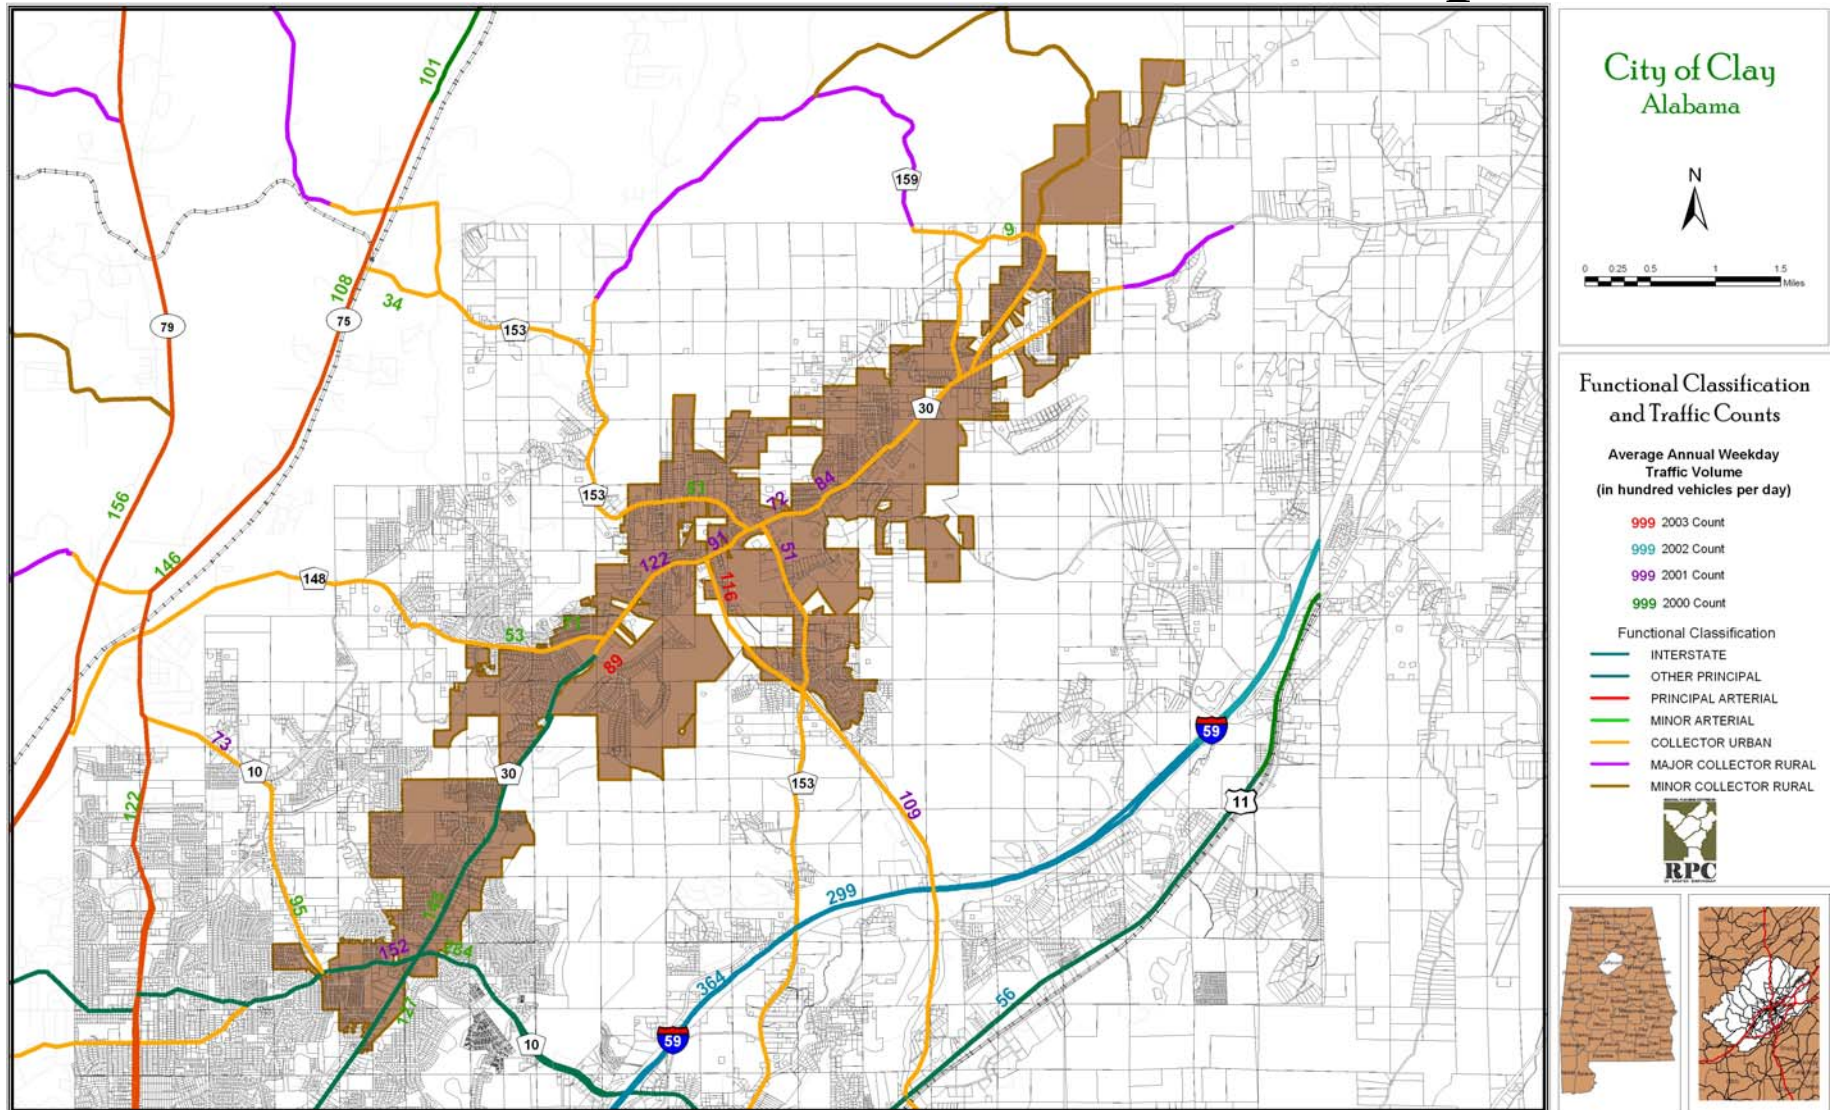 City of Clay
Alabama
N
0 0.25 0.5 1 1.5
Miles
Functional Classification
and Traffic Counts
Average Annual Weekday
Traffic Volume
(in hundred vehicles per day)
999 2003 Count
999 2002 Count
999 2001 Count
999 2000 Count
Functional Classification
INTERSTATE
OTHER PRINCIPAL
PRINCIPAL ARTERIAL
MINOR ARTERIAL
COLLECTOR URBAN
MAJOR COLLECTOR RURAL
MINOR COLLECTOR RURAL
RPC
101
159
9
108
34
79
75
153
30
153
84
72
51
156
91
122
51
146
148
116
53
89
59
73
10
30
153
11
122
109
299
95
152
364
56
127
10
59